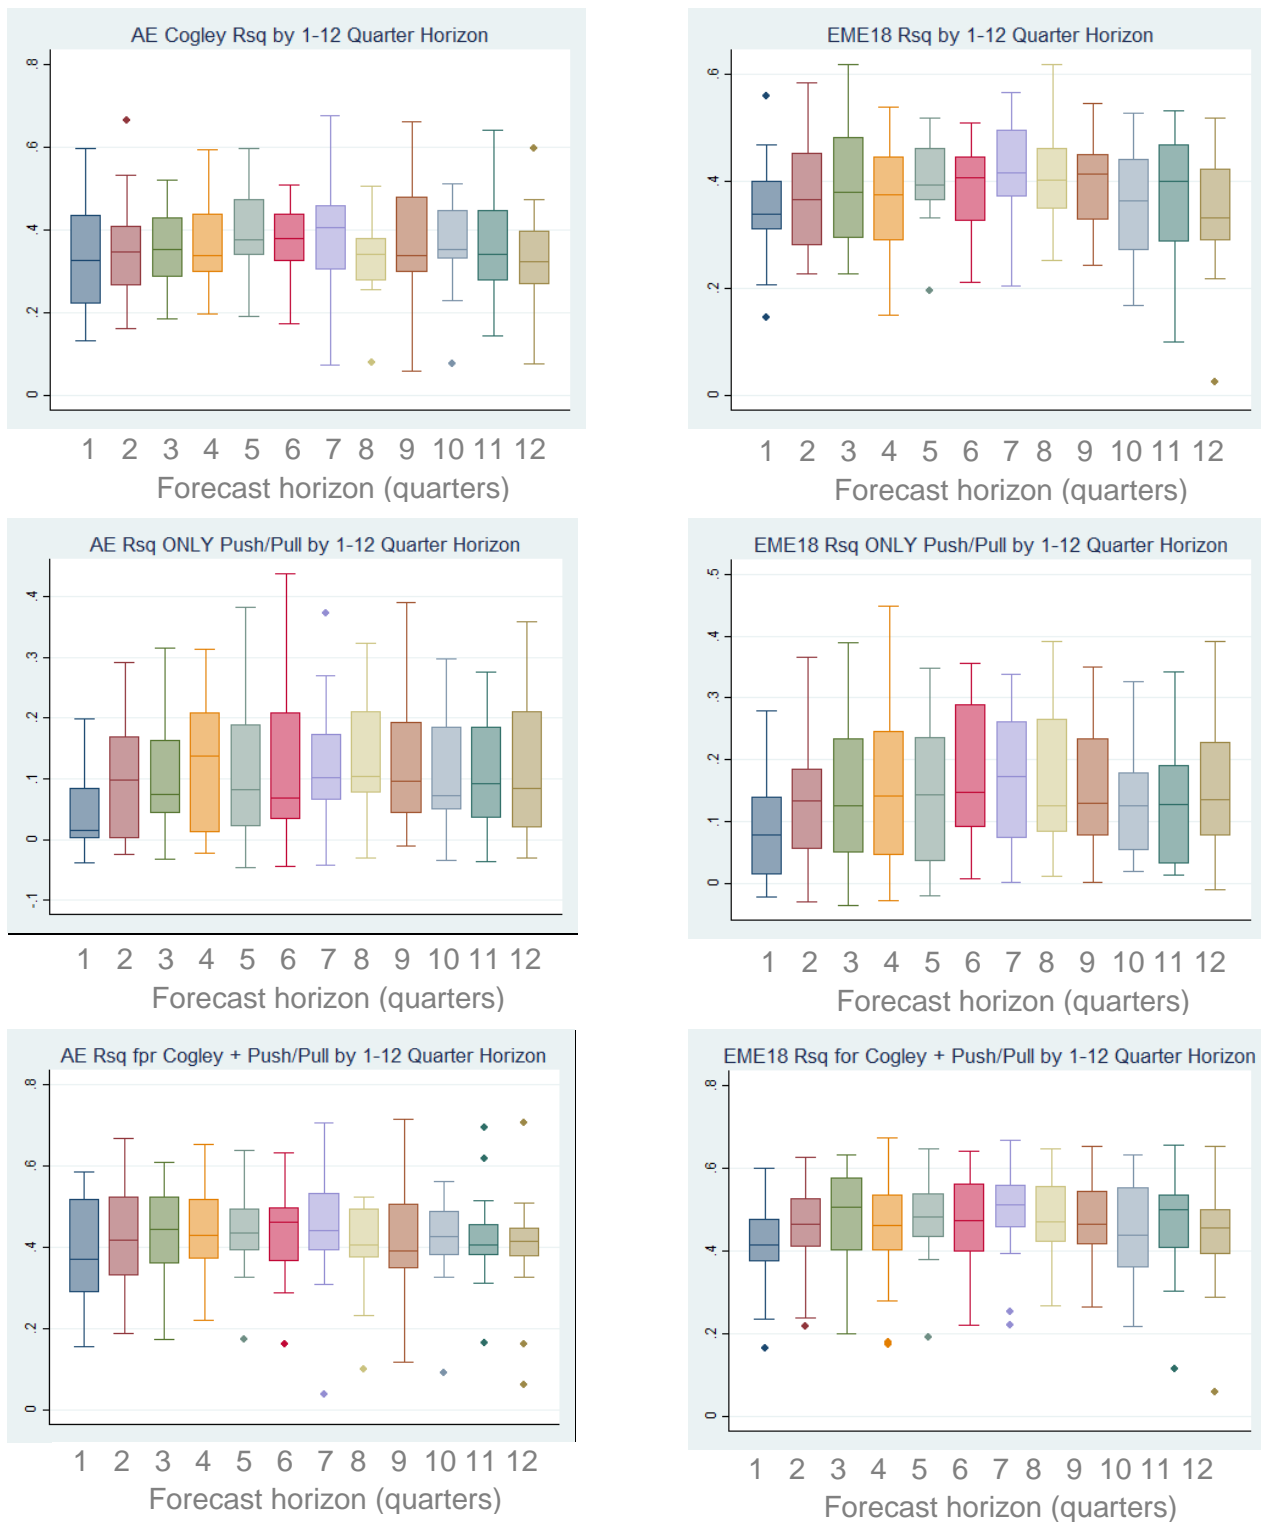 AE Cogley Rsq by 1-12 Quarter Horizon
.8
.6
.4
.2
0
1 2 3 4 5 6 7 8 9 10 11 12
Forecast horizon (quarters)
EME18 Rsq by 1-12 Quarter Horizon
.6
.4
.2
0
1 2 3 4 5 6 7 8 9 10 11 12
Forecast horizon (quarters)
AE Rsq ONLY Push/Pull by 1-12 Quarter Horizon
.4
.3
.2
.1
0
-.1
1 2 3 4 5 6 7 8 9 10 11 12
Forecast horizon (quarters)
EME18 Rsq ONLY Push/Pull by 1-12 Quarter Horizon
.5
.4
.3
.2
.1
0
1 2 3 4 5 6 7 8 9 10 11 12
Forecast horizon (quarters)
AE Rsq fpr Cogley + Push/Pull by 1-12 Quarter Horizon
.8
.6
.4
.2
0
1 2 3 4 5 6 7 8 9 10 11 12
Forecast horizon (quarters)
EME18 Rsq for Cogley + Push/Pull by 1-12 Quarter Horizon
.8
.6
.4
.2
0
1 2 3 4 5 6 7 8 9 10 11 12
Forecast horizon (quarters)